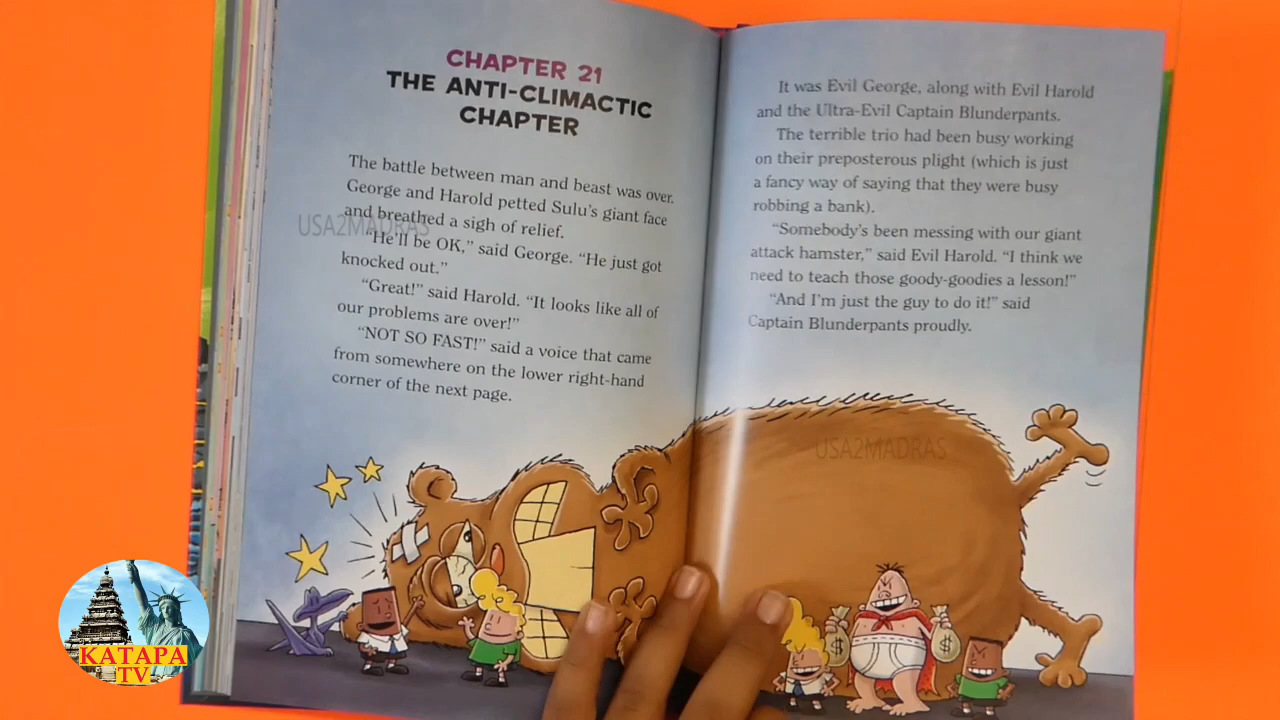 CHAPTER 21
THE ANTI-CLIMACTIC
CHAPTER
The battle between man and beast was over.
George and Harold petted Sulu's giant face
and breathed a sigh of relief.
"He'll be OK," said George. "He just got
knocked out."
"Great!" said Harold. "It looks like all of
our problems are over!"
"NOT SO FAST!" said a voice that came
from somewhere on the lower right-hand
corner of the next page.
It was Evil George, along with Evil Harold
and the Ultra-Evil Captain Blunderpants.
The terrible trio had been busy working
on their preposterous plight (which is just
a fancy way of saying that they were busy
robbing a bank).
"Somebody's been messing with our giant
attack hamster," said Evil Harold. "I think we
need to teach those goody-goodies a lesson!"
"And I'm just the guy to do it!" said
Captain Blunderpants proudly.
USA2MADRAS
USA2MADRAS
$
$
KATAPA
TV